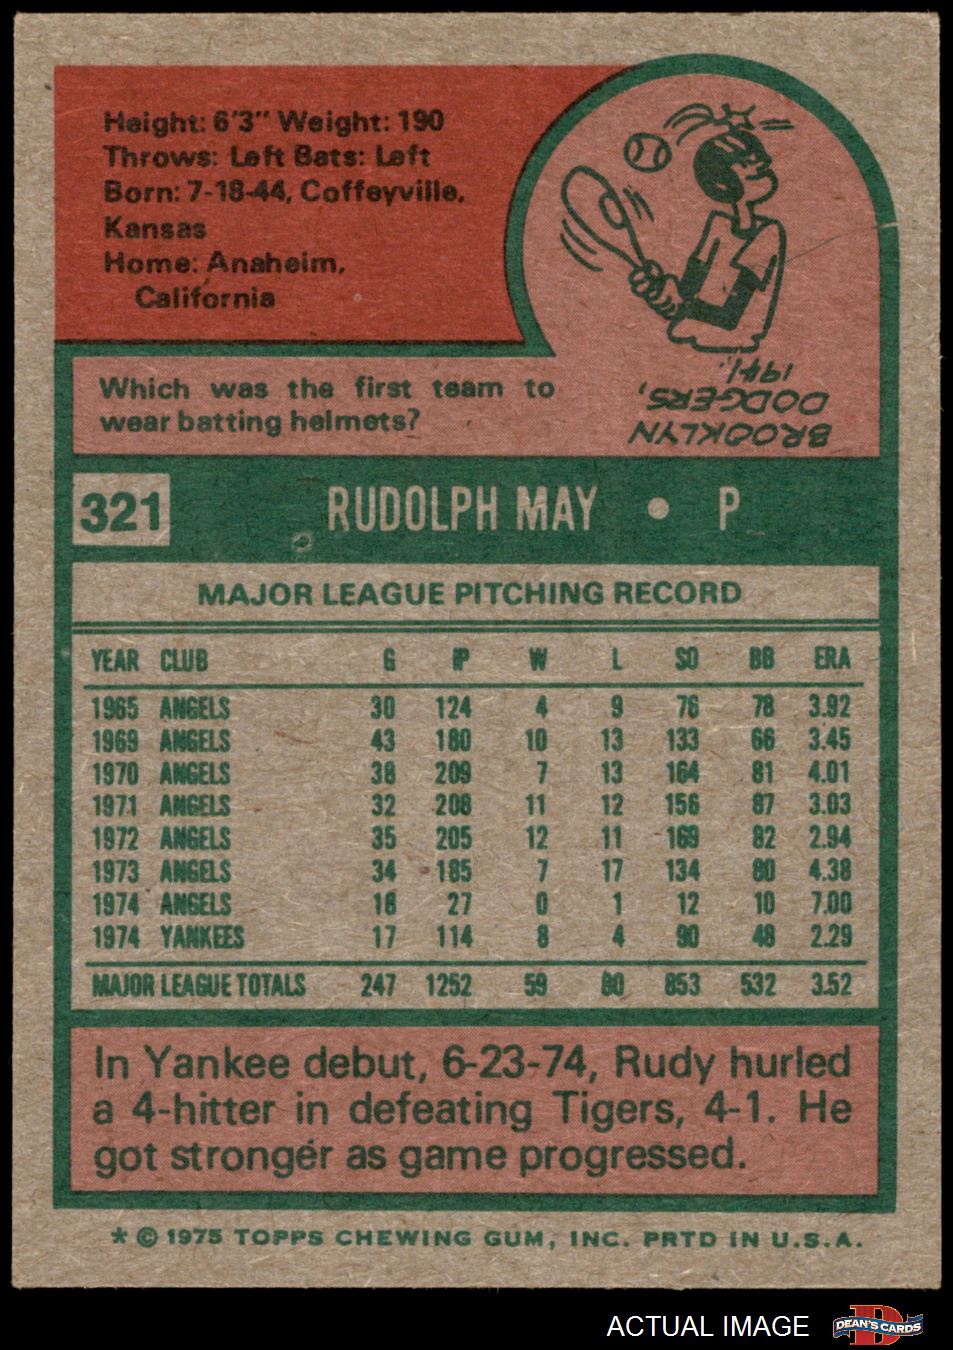 Height: 6'3" Weight: 190
Throws: Left Bats: Left
Born: 7-18-44, Coffeyville,
Kansas
Home: Anaheim,
California
Which was the first team to
wear batting helmets?
BROOKLYN
DODGERS,
1941.
321 RUDOLPH MAY • P
MAJOR LEAGUE PITCHING RECORD
YEAR CLUB G IP W L SO BB ERA
1965 ANGELS 30 124 4 9 76 78 3.92
1969 ANGELS 43 180 10 13 133 66 3.45
1970 ANGELS 38 209 7 13 164 81 4.01
1971 ANGELS 32 208 11 12 156 87 3.03
1972 ANGELS 35 205 12 11 169 82 2.94
1973 ANGELS 34 185 7 17 134 80 4.38
1974 ANGELS 18 27 0 1 12 10 7.00
1974 YANKEES 17 114 8 4 90 48 2.29
MAJOR LEAGUE TOTALS 247 1252 59 80 853 532 3.52
In Yankee debut, 6-23-74, Rudy hurled
a 4-hitter in defeating Tigers, 4-1. He
got stronger as game progressed.
* © 1975 TOPPS CHEWING GUM, INC. PRTD IN U.S.A.
ACTUAL IMAGE
D
DEAN'S CARDS